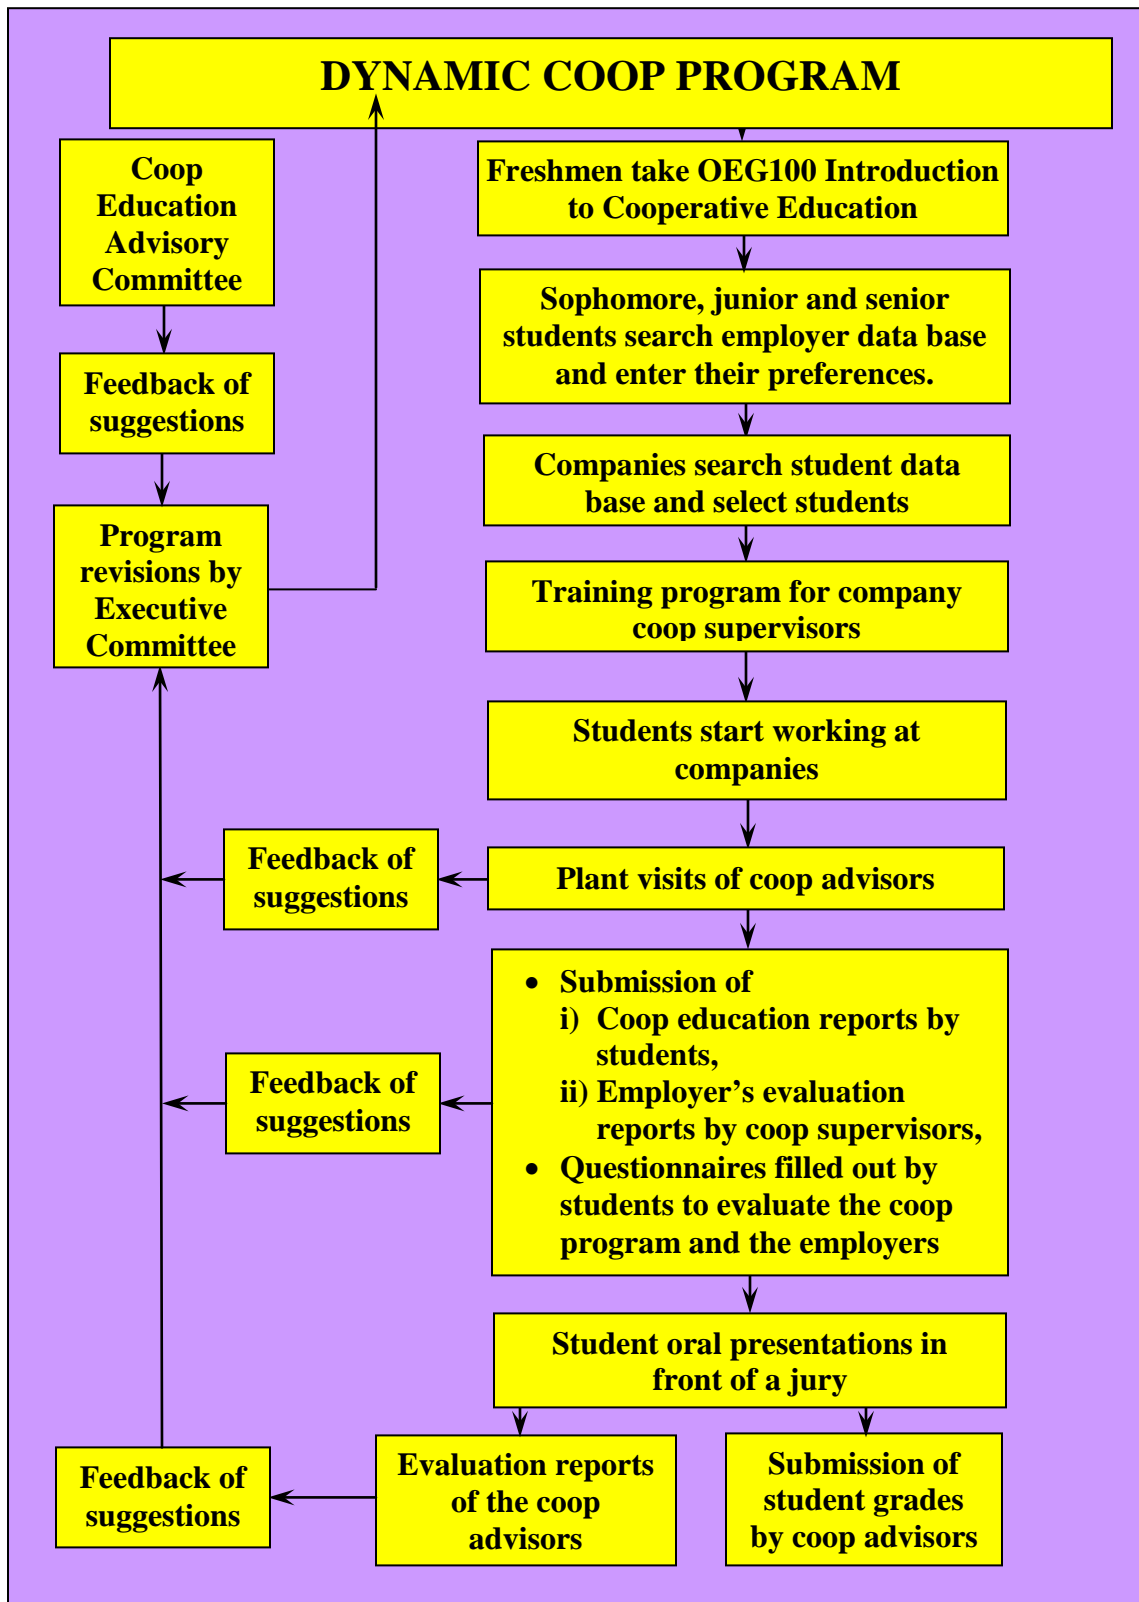 DYNAMIC COOP PROGRAM
Coop
Education
Advisory
Committee
Feedback of
suggestions
Program
revisions by
Executive
Committee
Freshmen take OEG100 Introduction
to Cooperative Education
Sophomore, junior and senior
students search employer data base
and enter their preferences.
Companies search student data
base and select students
Training program for company
coop supervisors
Students start working at
companies
Plant visits of coop advisors
Feedback of
suggestions
• Submission of
i) Coop education reports by
students,
ii) Employer’s evaluation
reports by coop supervisors,
• Questionnaires filled out by
students to evaluate the coop
program and the employers
Feedback of
suggestions
Student oral presentations in
front of a jury
Evaluation reports
of the coop
advisors
Submission of
student grades
by coop advisors
Feedback of
suggestions